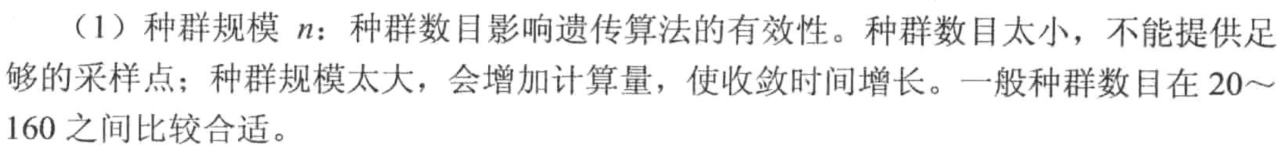 （1）种群规模 n：种群数目影响遗传算法的有效性。种群数目太小，不能提供足
够的采样点；种群规模太大，会增加计算量，使收敛时间增长。一般种群数目在 20～
160 之间比较合适。